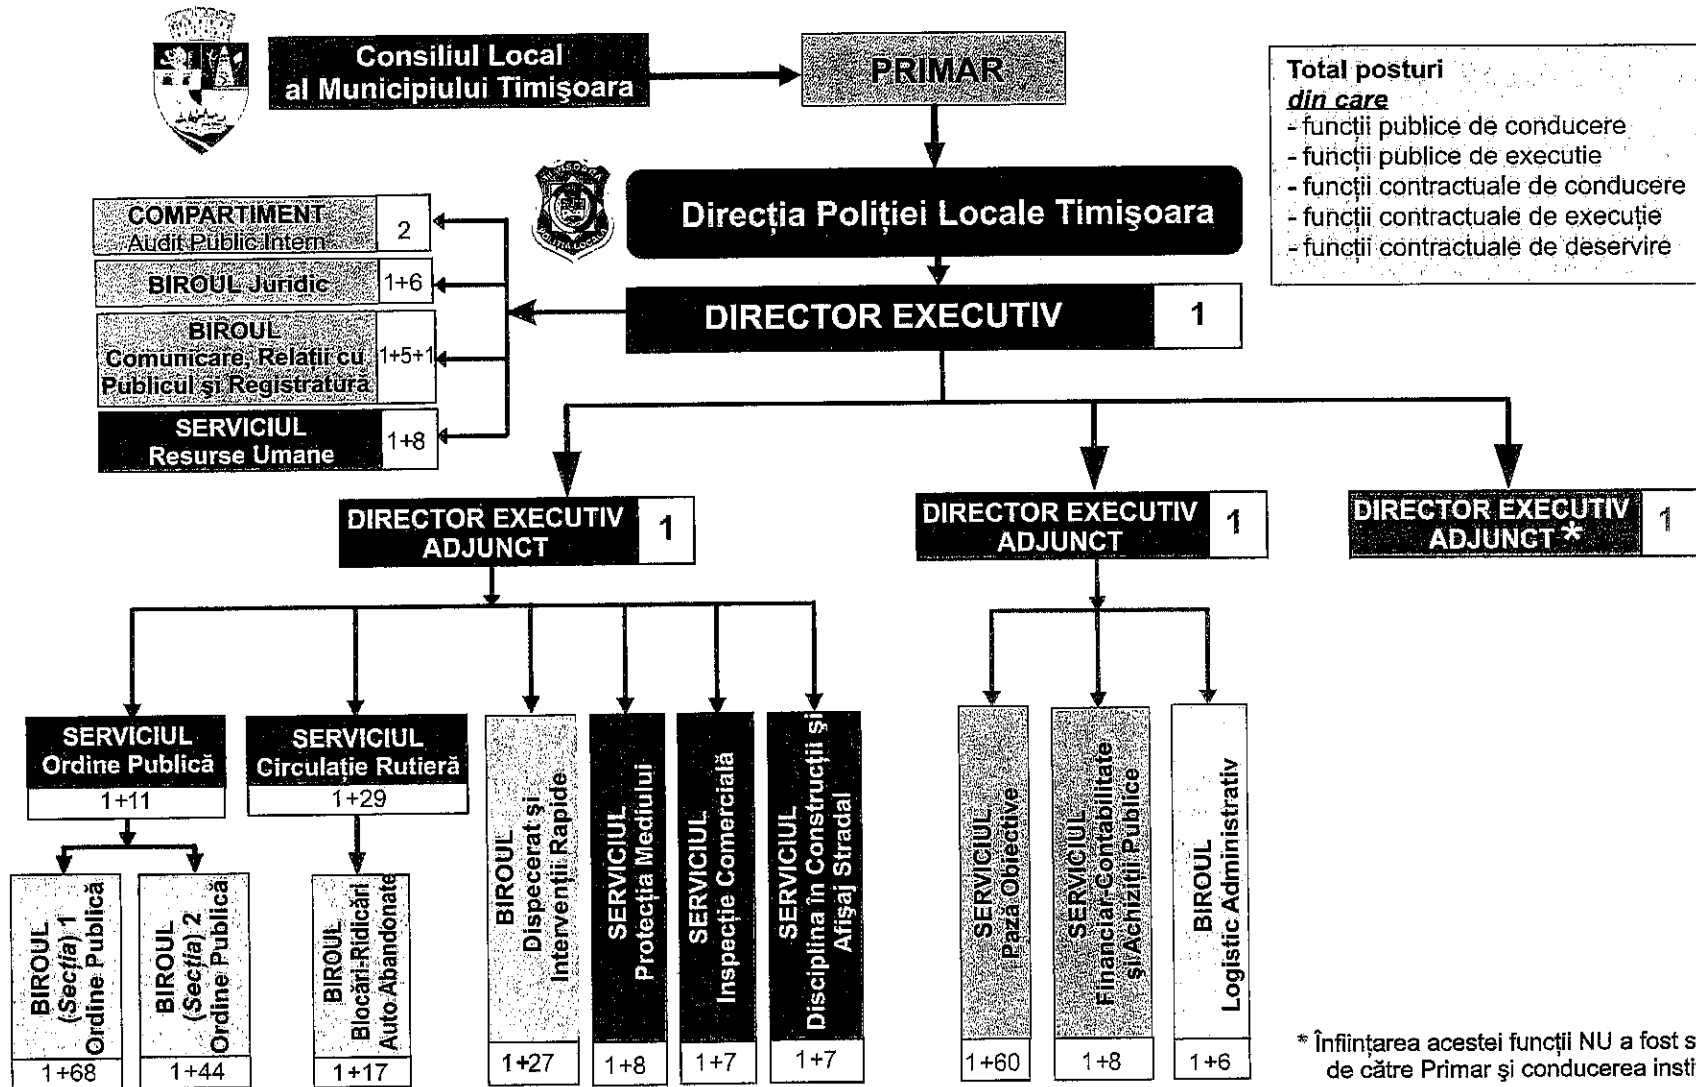 Consiliul Local
al Municipiului Timişoara
PRIMAR
Total posturi
din care
- funcții publice de conducere
- funcții publice de executie
- funcții contractuale de conducere
- funcții contractuale de execuție
- funcții contractuale de deservire
Direcția Poliției Locale Timişoara
COMPARTIMENT
Audit Public Intern
2
BIROUL Juridic
1+6
BIROUL
Comunicare, Relații cu
Publicul și Registratură
1+5+1
SERVICIUL
Resurse Umane
1+8
DIRECTOR EXECUTIV
1
DIRECTOR EXECUTIV
ADJUNCT
1
DIRECTOR EXECUTIV
ADJUNCT
1
DIRECTOR EXECUTIV
ADJUNCT *
1
SERVICIUL
Ordine Publică
1+11
SERVICIUL
Circulație Rutieră
1+29
BIROUL
(Secția) 1
Ordine Publică
1+68
BIROUL
(Secția) 2
Ordine Publică
1+44
BIROUL
Blocări-Ridicări
Auto Abandonate
1+17
BIROUL
Dispecerat şi
Intervenții Rapide
1+27
SERVICIUL
Protecția Mediului
1+8
SERVICIUL
Inspecție Comercială
1+7
SERVICIUL
Disciplina în Construcții și
Afişaj Stradal
1+7
SERVICIUL
Pază Obiective
1+60
SERVICIUL
Financiar-Contabilitate
și Achizitii Publice
1+8
BIROUL
Logistic Administrativ
1+6
* Înființarea acestei funcții NU a fost
de către Primar și conducerea